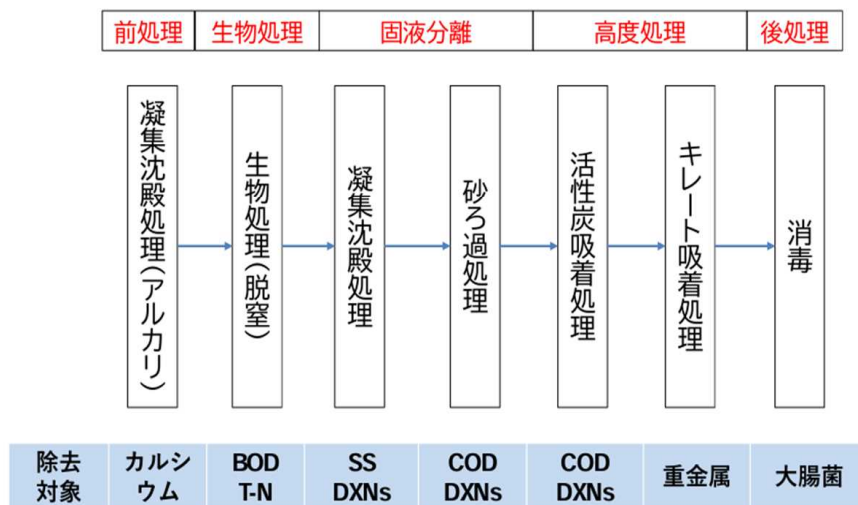 前処理
生物処理
固液分離
高度処理
後処理
凝集沈殿処理(アルカリ)
生物処理(脱窒)
凝集沈殿処理
砂ろ過処理
活性炭吸着処理
キレート吸着処理
消毒
除去
対象
カルシ
ウム
BOD
T-N
SS
DXNs
COD
DXNs
COD
DXNs
重金属
大腸菌